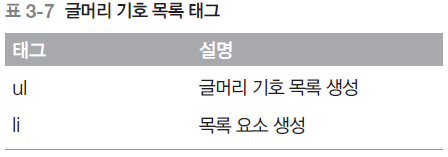 표 3-7 글머리 기호 목록 태그
태그 설명
ul 글머리 기호 목록 생성
li 목록 요소 생성